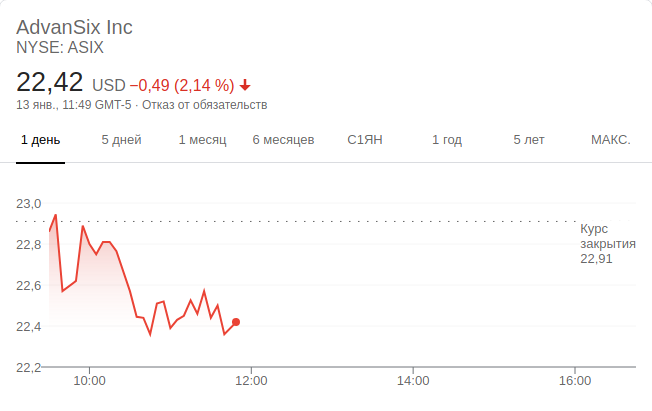 AdvanSix Inc
NYSE: ASIX
22,42 USD −0,49 (2,14 %)
13 янв., 11:49 GMT-5 · Отказ от обязательств
1 день 5 дней 1 месяц 6 месяцев С1ЯН 1 год 5 лет МАКС.
23,0
Курс
закрытия
22,91
22,8
22,6
22,4
22,2
10:00 12:00 14:00 16:00